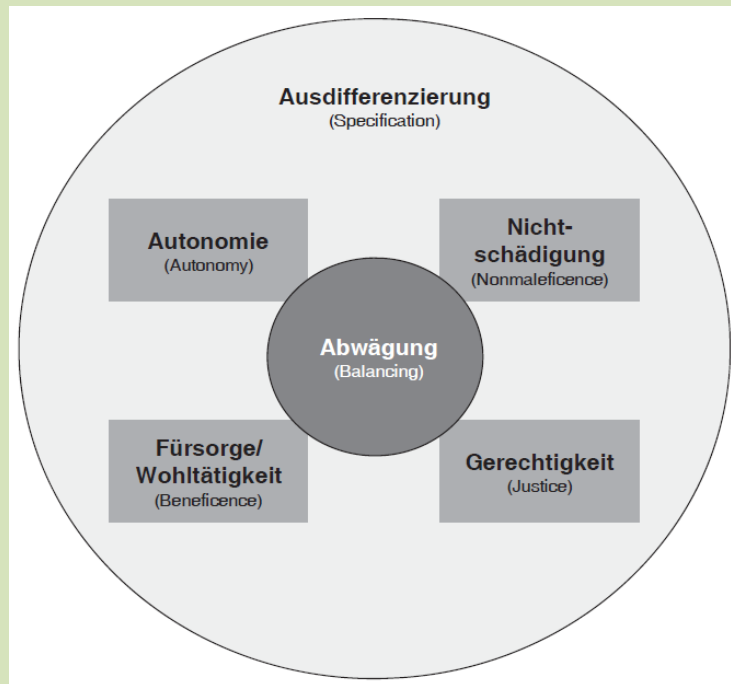 Ausdifferenzierung
(Specification)
Autonomie
(Autonomy)
Nicht-
schädigung
(Nonmaleficence)
Abwägung
(Balancing)
Fürsorge/
Wohltätigkeit
(Beneficence)
Gerechtigkeit
(Justice)